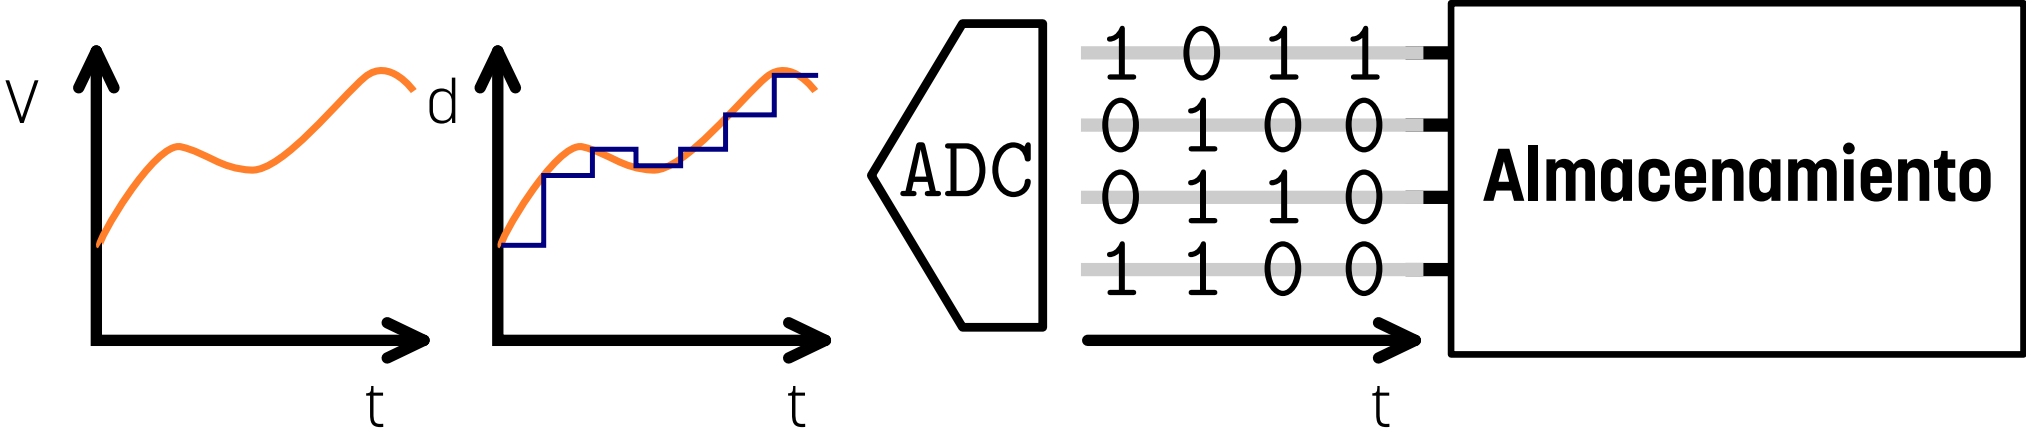 V
t
d
t
ADC
1 0 1 1
0 1 0 0
0 1 1 0
1 1 0 0
t
Almacenamiento